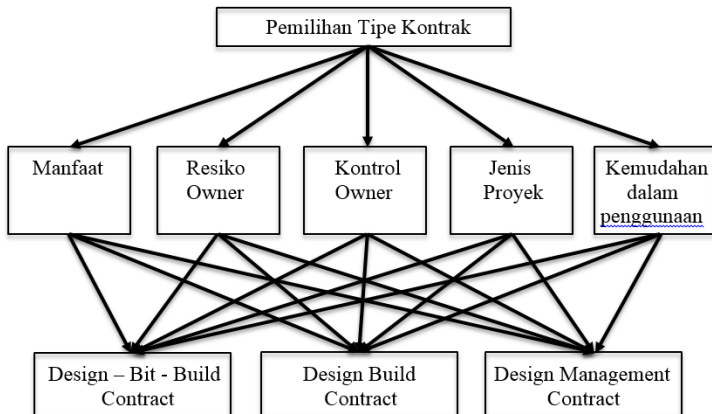 Pemilihan Tipe Kontrak
Manfaat
Resiko
Owner
Kontrol
Owner
Jenis
Proyek
Kemudahan
dalam
penggunaan
Design – Bit - Build
Contract
Design Build
Contract
Design Management
Contract